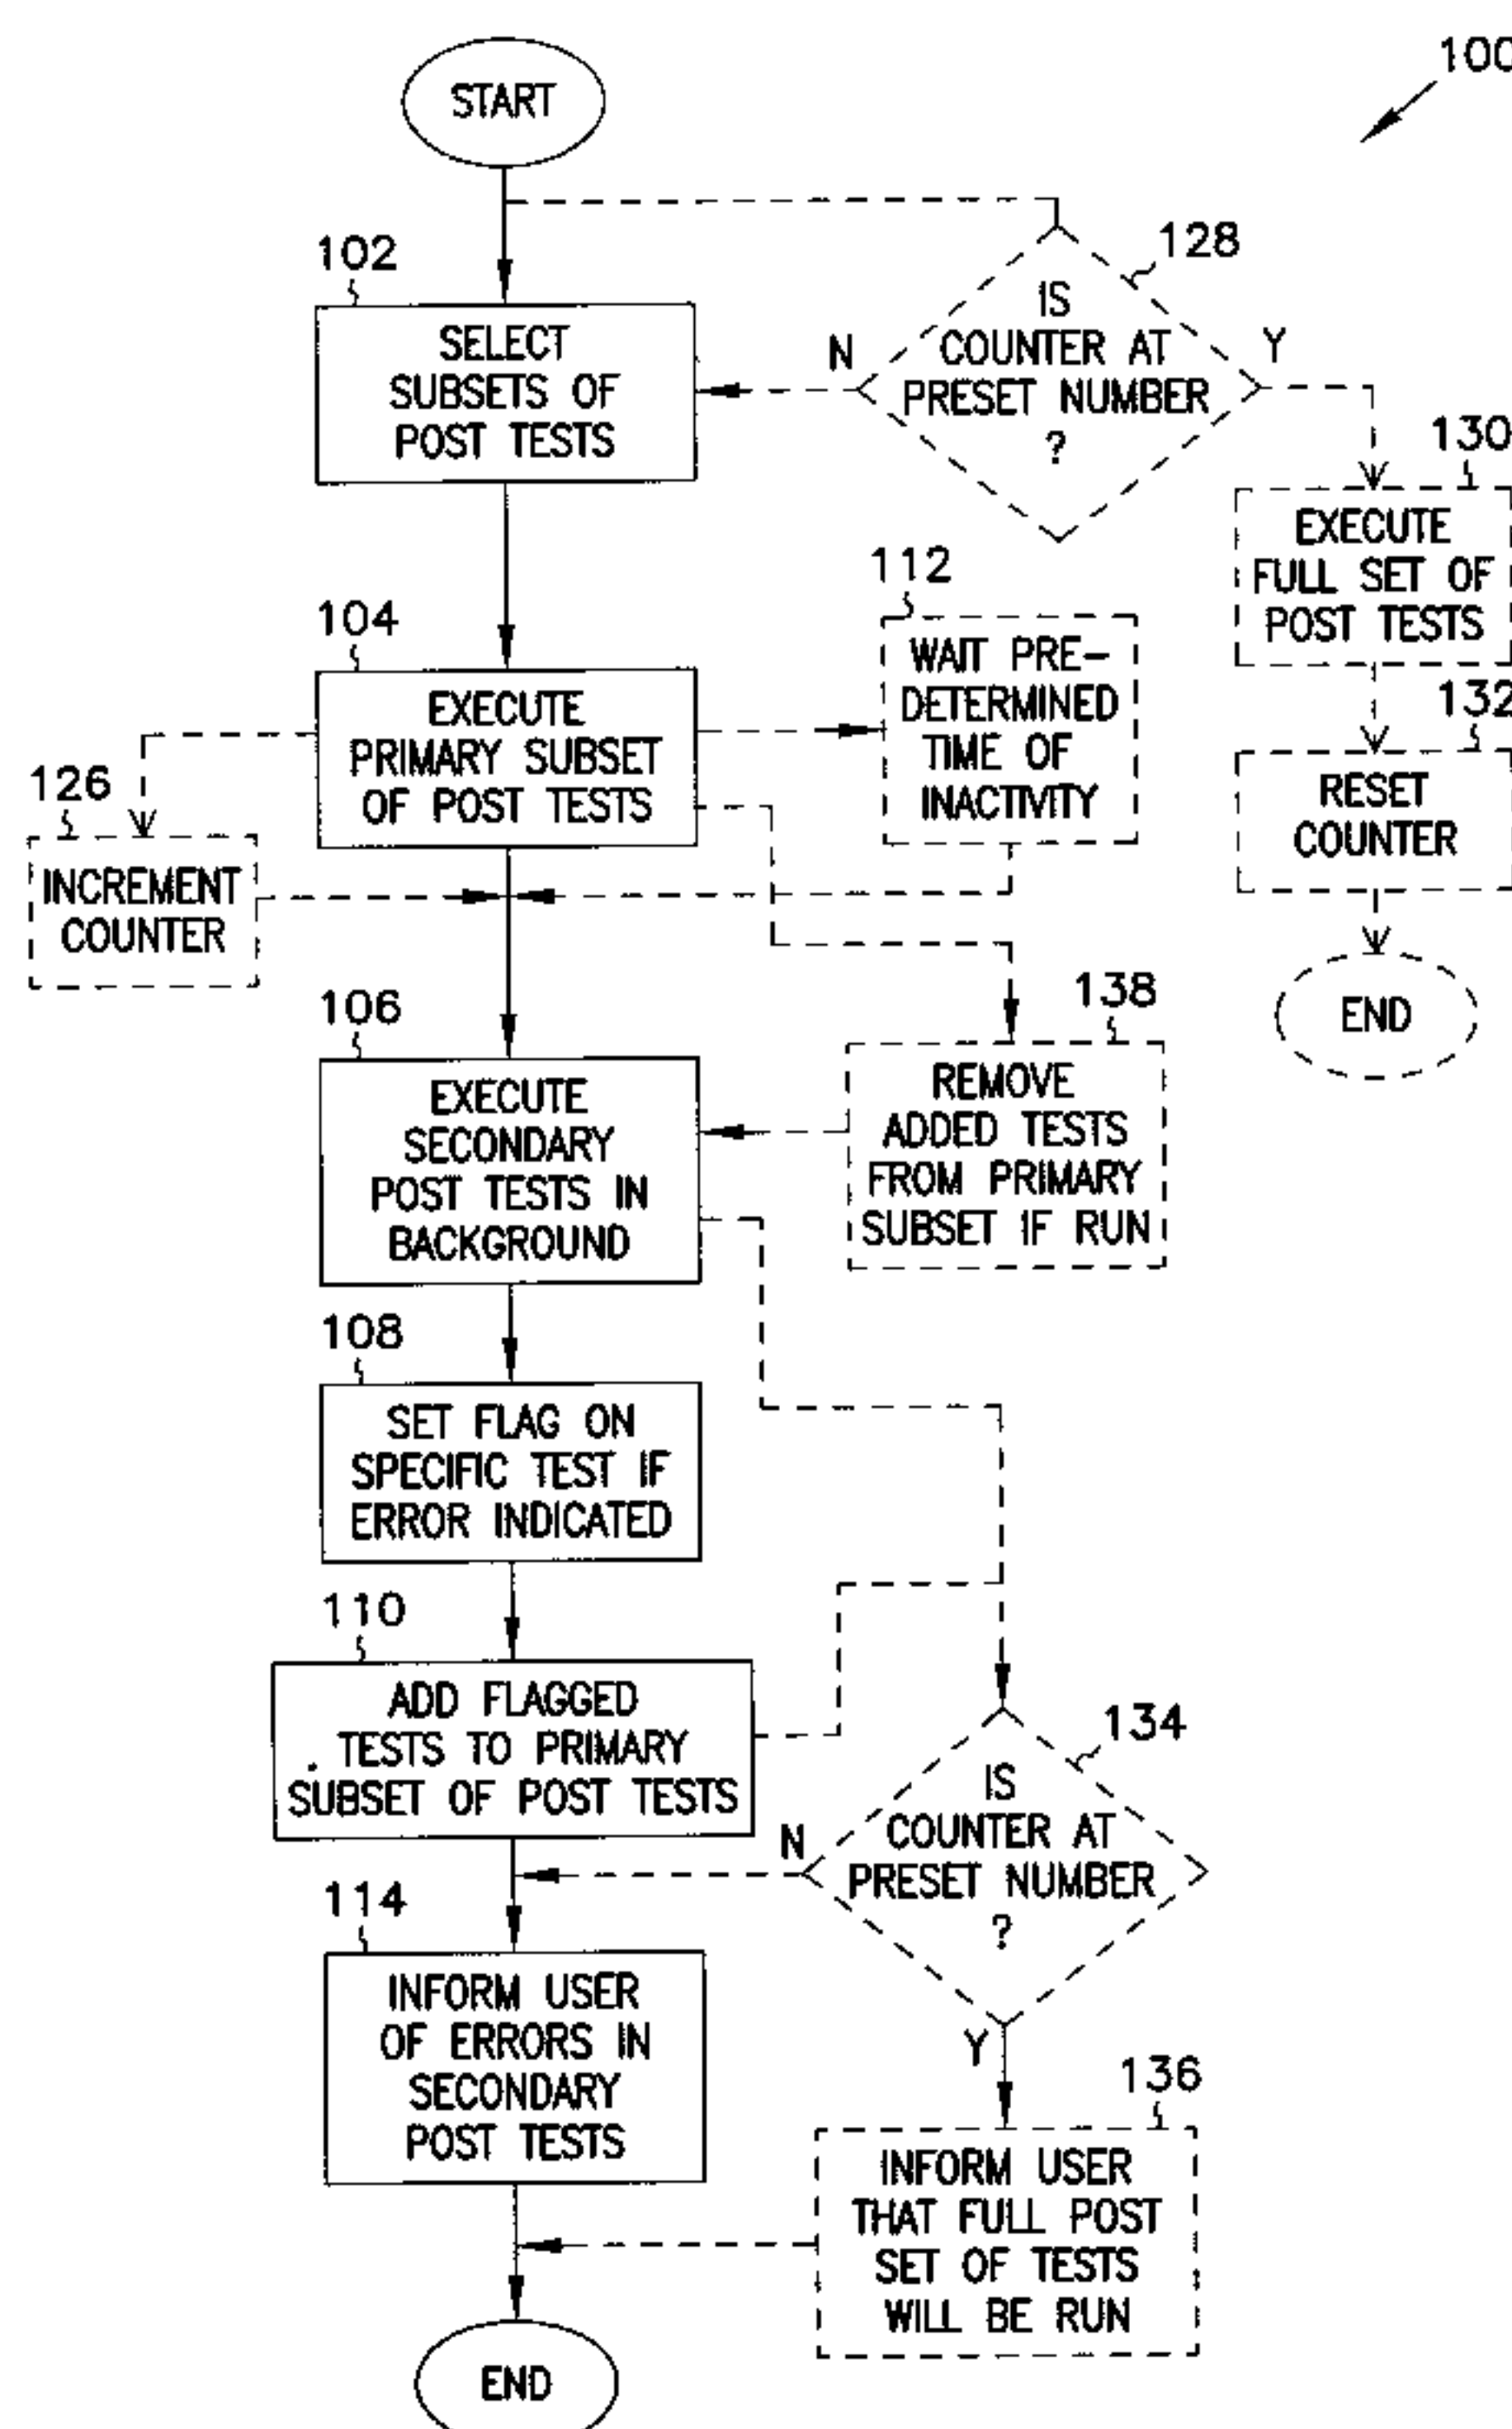 100
START
102
SELECT
SUBSETS OF
POST TESTS
128
IS
COUNTER AT
PRESET NUMBER
?
N
Y
130
EXECUTE
FULL SET OF
POST TESTS
132
RESET
COUNTER
END
104
EXECUTE
PRIMARY SUBSET
OF POST TESTS
112
WAIT PRE-
DETERMINED
TIME OF
INACTIVITY
126
INCREMENT
COUNTER
106
EXECUTE
SECONDARY
POST TESTS IN
BACKGROUND
138
REMOVE
ADDED TESTS
FROM PRIMARY
SUBSET IF RUN
108
SET FLAG ON
SPECIFIC TEST IF
ERROR INDICATED
110
ADD FLAGGED
TESTS TO PRIMARY
SUBSET OF POST TESTS
134
IS
COUNTER AT
PRESET NUMBER
?
N
Y
114
INFORM USER
OF ERRORS IN
SECONDARY
POST TESTS
136
INFORM USER
THAT FULL POST
SET OF TESTS
WILL BE RUN
END